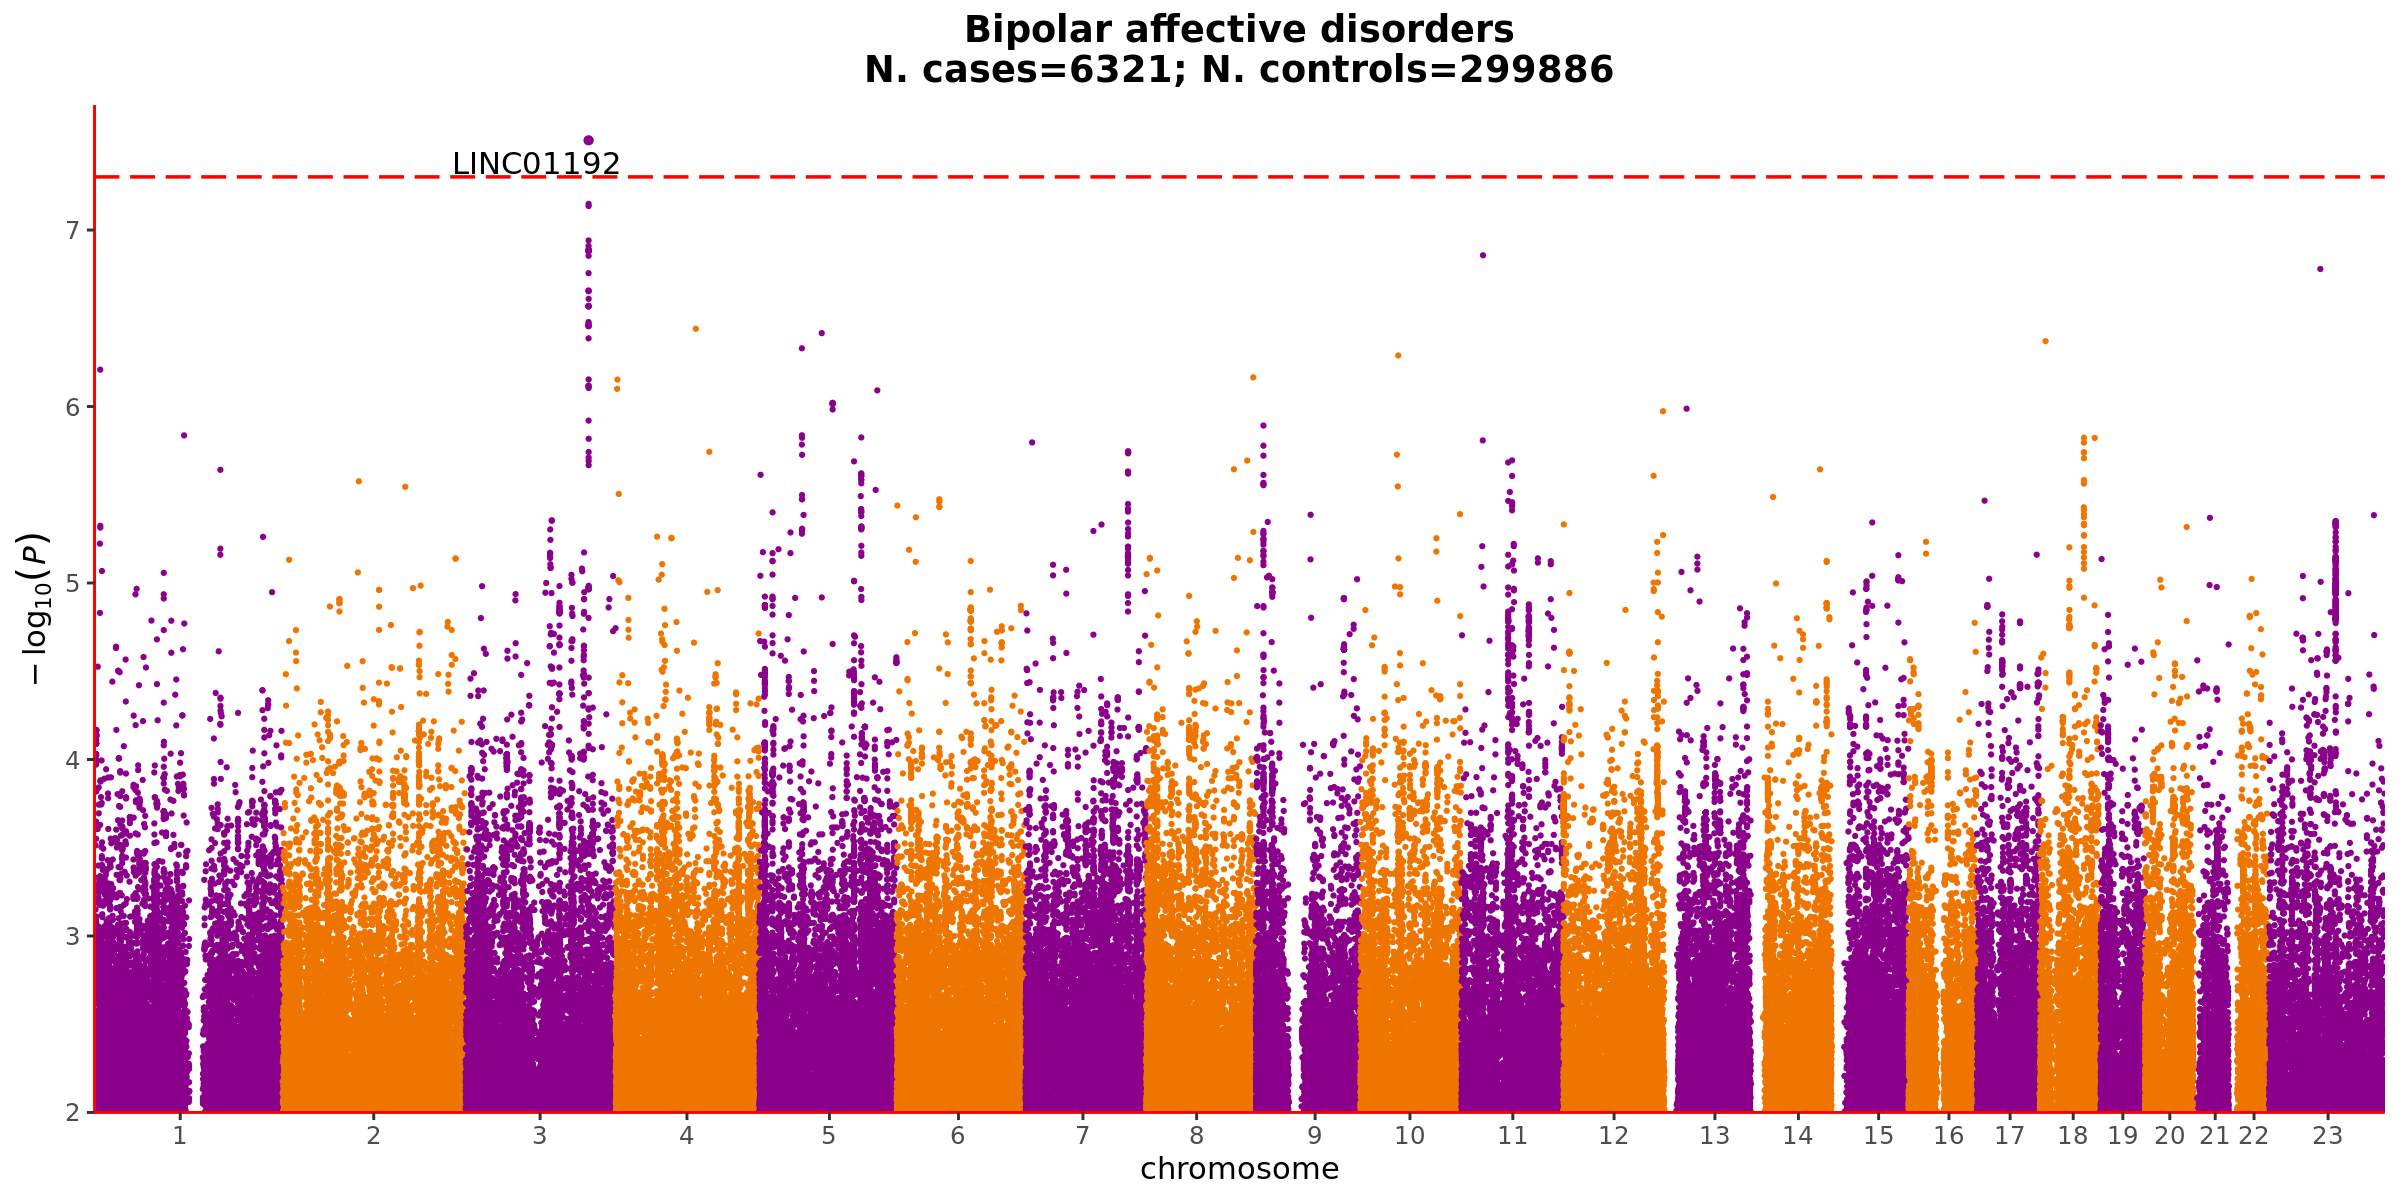 Bipolar affective disorders
N. cases=6321; N. controls=299886
LINC01192
7
6
5
4
3
2
−log10(P)
1 2 3 4 5 6 7 8 9 10 11 12 13 14 15 16 17 18 19 20 21 22 23
chromosome